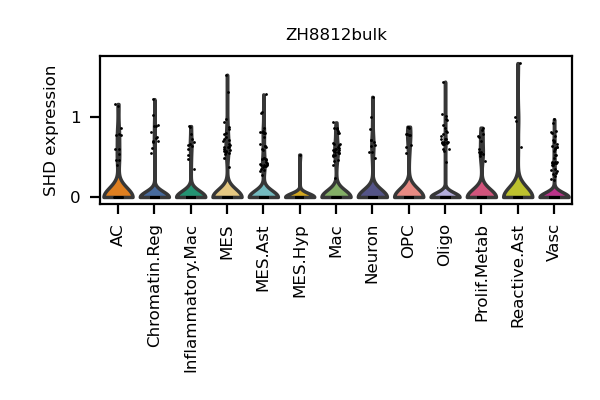 ZH8812bulk
SHD expression
1
0
AC
Chromatin.Reg
Inflammatory.Mac
MES
MES.Ast
MES.Hyp
Mac
Neuron
OPC
Oligo
Prolif.Metab
Reactive.Ast
Vasc